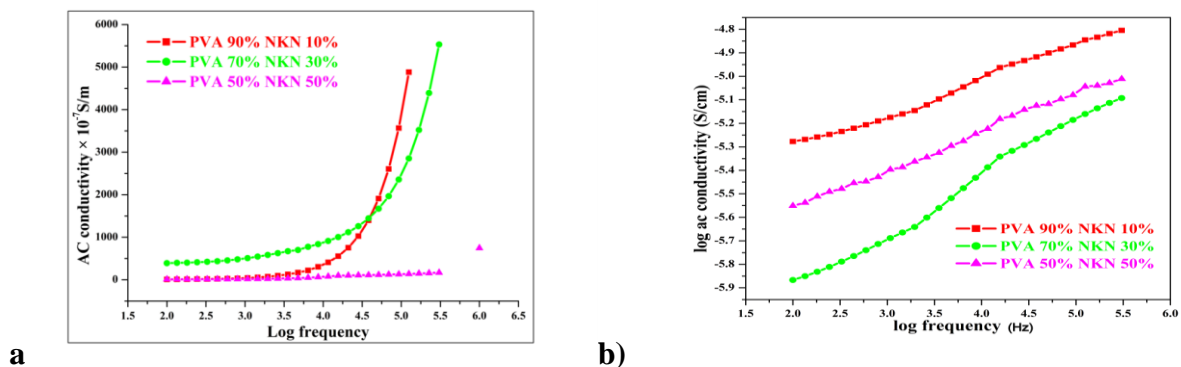 6000
5000
4000
3000
2000
1000
0
AC conductivity × 10⁻⁷S/m
PVA 90% NKN 10%
PVA 70% NKN 30%
PVA 50% NKN 50%
1.5 2.0 2.5 3.0 3.5 4.0 4.5 5.0 5.5 6.0 6.5
Log frequency
a
-4.8
-4.9
-5.0
-5.1
-5.2
-5.3
-5.4
-5.5
-5.6
-5.7
-5.8
-5.9
log ac conductivity (S/cm)
PVA 90% NKN 10%
PVA 70% NKN 30%
PVA 50% NKN 50%
1.5 2.0 2.5 3.0 3.5 4.0 4.5 5.0 5.5 6.0
log frequency (Hz)
b)